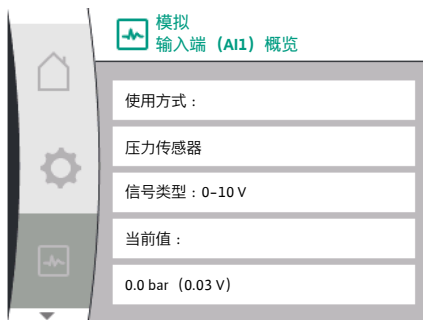 模拟
输入端（AI1）概览
使用方式：
压力传感器
信号类型：0-10 V
当前值：
0.0 bar（0.03 V）